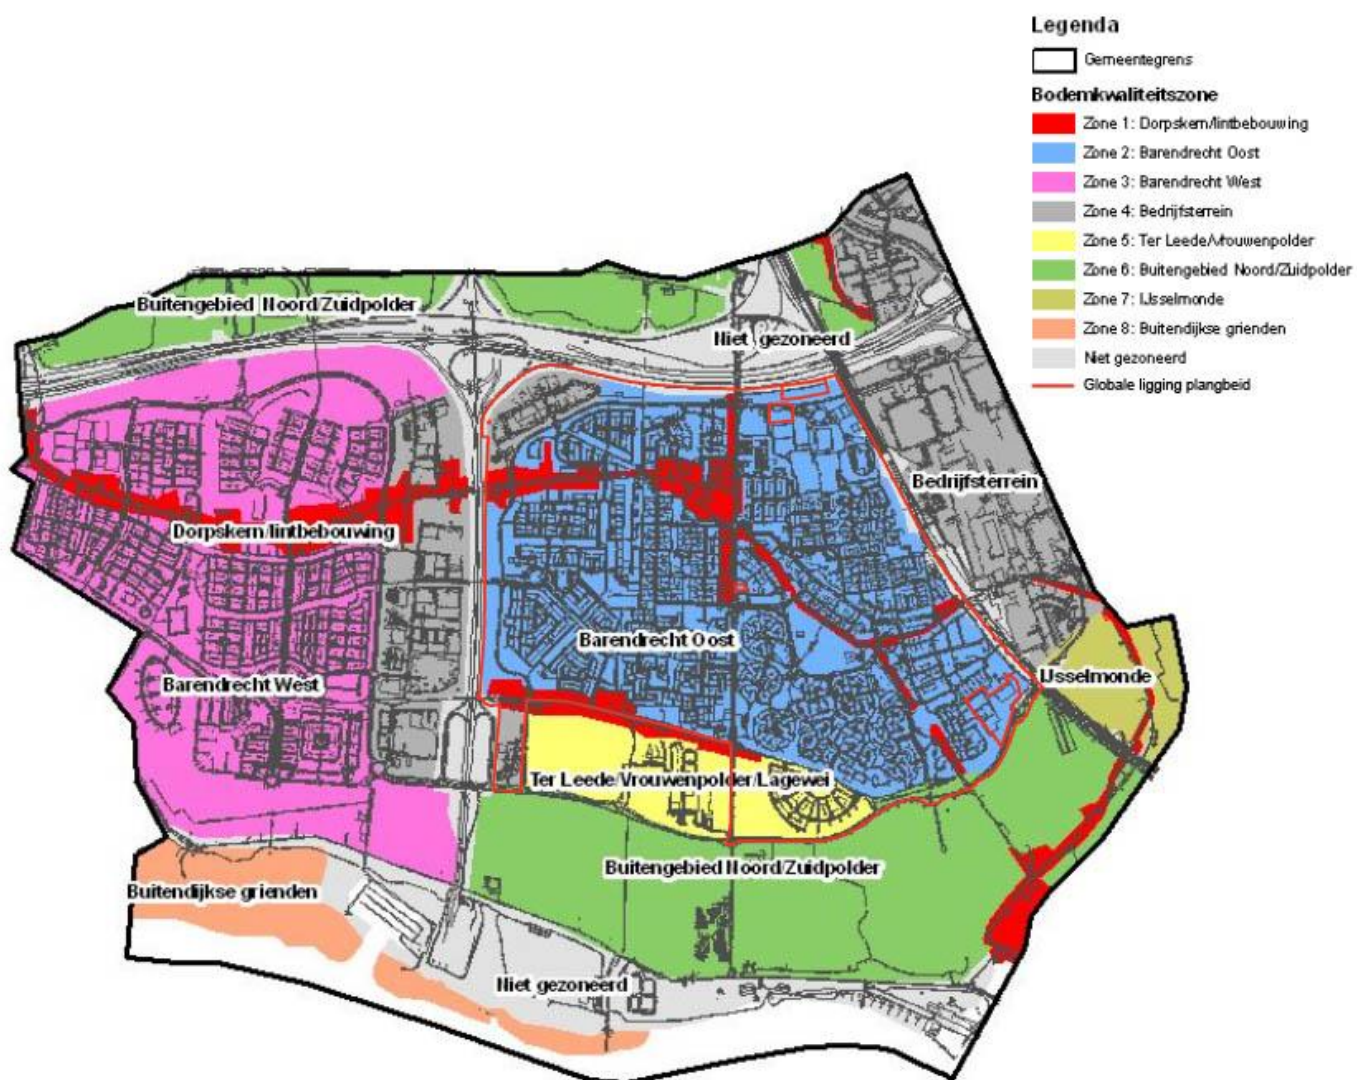 Legenda
Gemeentegrens
Bodemkwaliteitszone
Zone 1: Dorpskern/lintbebouwing
Zone 2: Barendrecht Oost
Zone 3: Barendrecht West
Zone 4: Bedrijfsterrein
Zone 5: Ter Leede/Vrouwenpolder
Zone 6: Buitengebied Noord/Zuidpolder
Zone 7: IJsselmonde
Zone 8: Buitendijkse grienden
Niet gezoneerd
Globale ligging plangbeid
Buitengebied Noord/Zuidpolder
Niet gezoneerd
Bedrijfsterrein
Dorpskern/lintbebouwing
Barendrecht Oost
IJsselmonde
Barendrecht West
Ter Leede/Vrouwenpolder/Lagewei
Buitengebied Noord/Zuidpolder
Buitendijkse grienden
Niet gezoneerd